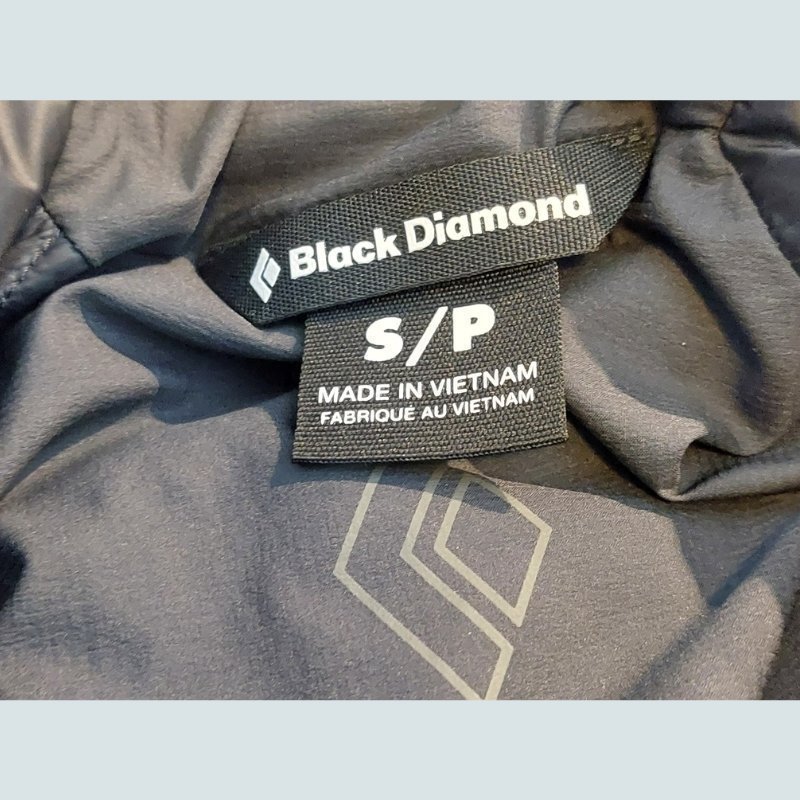 Black Diamond
S/P
MADE IN VIETNAM
FABRIQUÉ AU VIETNAM